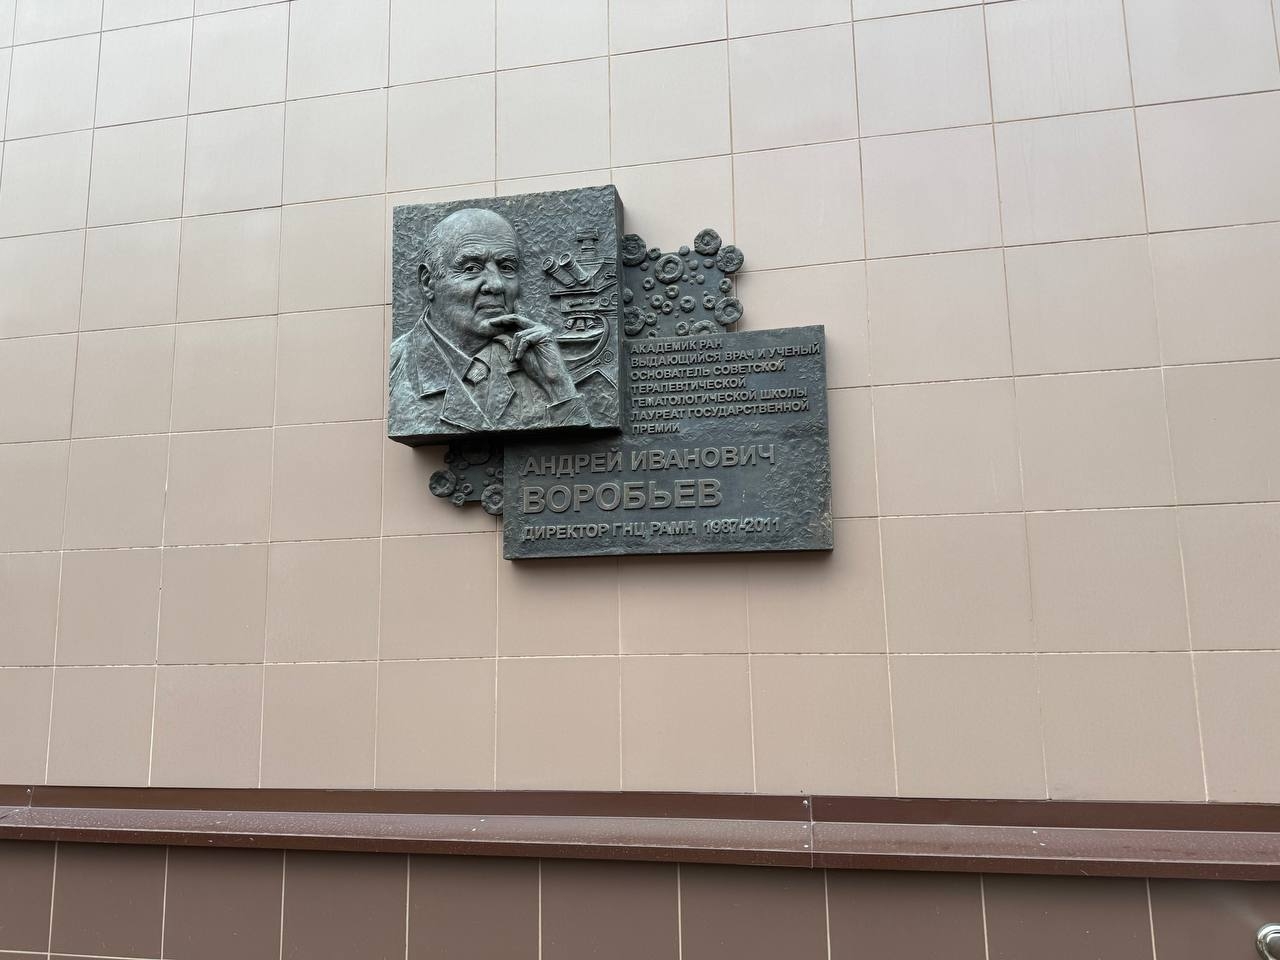 АКАДЕМИК РАН
ВЫДАЮЩИЙСЯ ВРАЧ И УЧЕНЫЙ
ОСНОВАТЕЛЬ СОВЕТСКОЙ
ТЕРАПЕВТИЧЕСКОЙ
ГЕМАТОЛОГИЧЕСКОЙ ШКОЛЫ
ЛАУРЕАТ ГОСУДАРСТВЕННОЙ
ПРЕМИИ
АНДРЕЙ ИВАНОВИЧ
ВОРОБЬЕВ
ДИРЕКТОР ГНЦ РАМН 1987-2011